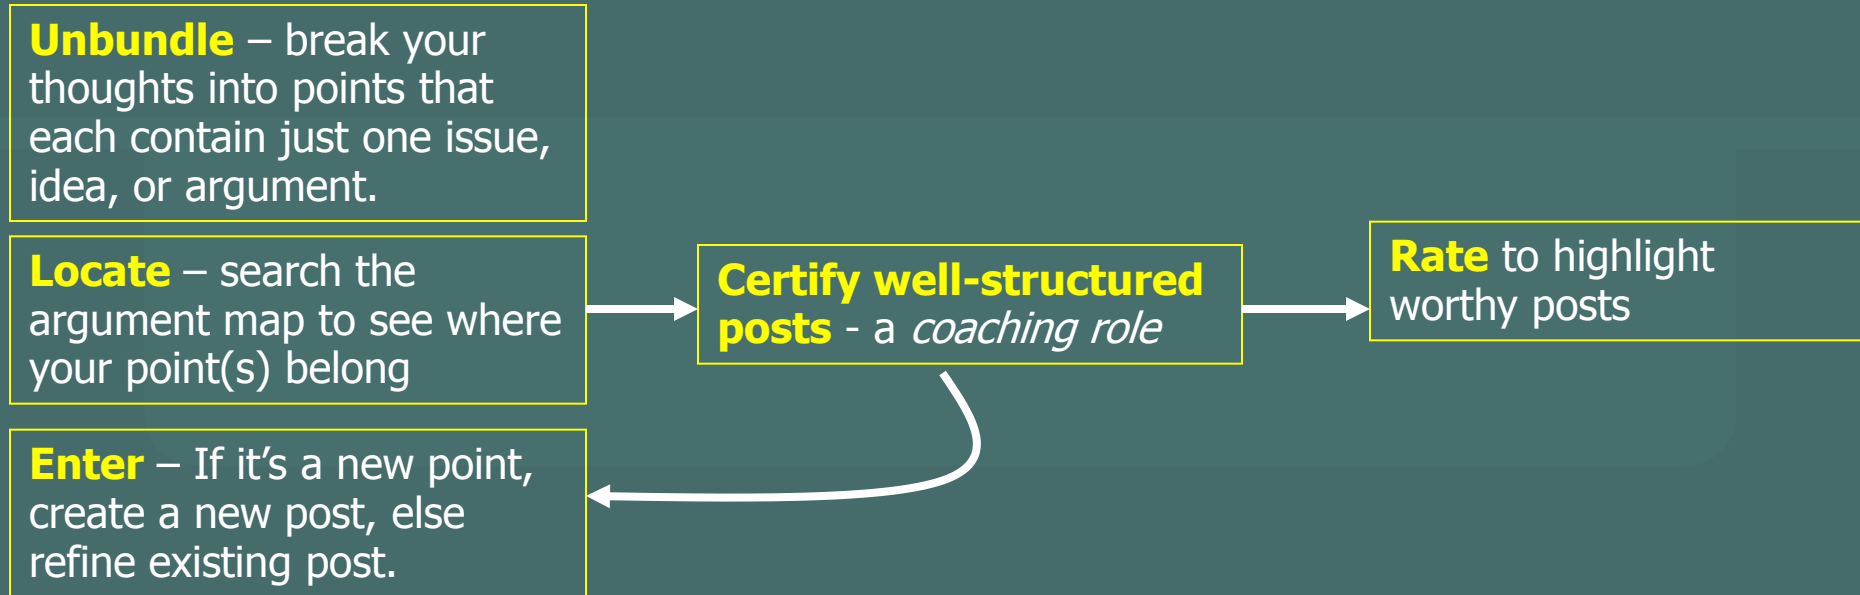 Unbundle – break your
thoughts into points that
each contain just one issue,
idea, or argument.
Locate – search the
argument map to see where
your point(s) belong
Enter – If it’s a new point,
create a new post, else
refine existing post.
Certify well-structured
posts - a coaching role
Rate to highlight
worthy posts